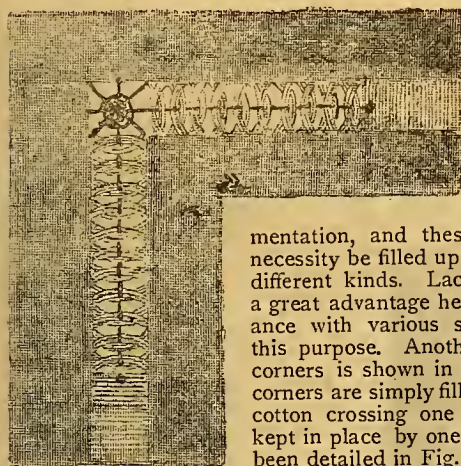 mentation, and thes
necessity be filled up
different kinds. Lac
a great advantage he
ance with various s
this purpose. Anoth
corners is shown in
corners are simply fill
cotton crossing one
kept in place by one
been detailed in Fig.